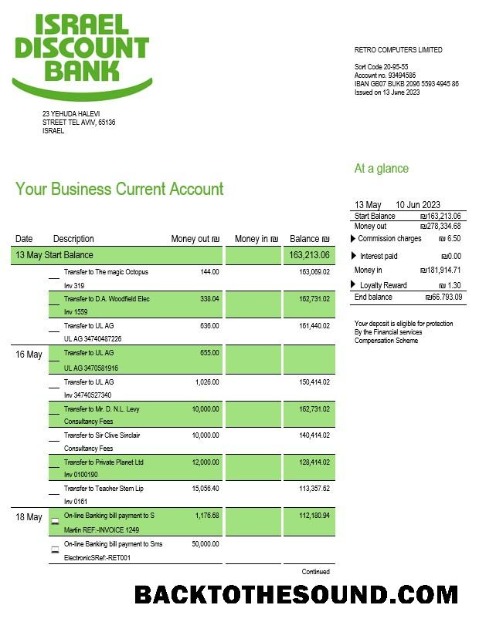 ISRAEL
DISCOUNT
BANK
RETRO COMPUTERS LIMITED
Sort Code 20-95-55
Account no. 93494586
IBAN GB07 BUKB 2096 5593 4945 86
Issued on 13 June 2023
23 YEHUDA HALEVI
STREET TEL AVIV, 65136
ISRAEL
At a glance
Your Business Current Account
13 May 10 Jun 2023
Start Balance ₪163,213.06
Money out ₪278,334.68
Commission charges ₪ 6.50
Interest paid ₪0.00
Money in ₪181,914.71
Loyalty Reward ₪ 1.30
End balance ₪66.793.09
Your deposit is eligible for protection
By the Financial services
Compensation Scheme
Date Description Money out ₪ Money in ₪ Balance ₪
13 May Start Balance 163,213.06
Transfer to The magic Octopus 144.00 163,069.02
Inv 319
Transfer to D.A. Woodfield Elec 338.04 162,731.02
Inv 1559
Transfer to UL AG 636.00 161,440.02
UL AG 34740487226
16 May Transfer to UL AG 655.00
UL AG 3470581916
Transfer to UL AG 1,026.00 150,414.02
Inv 34740527340
Transfer to Mr. D. N.L. Levy 10,000.00 162,731.02
Consultancy Fees
Transfer to Sir Clive Sinclair 10,000.00 140,414.02
Consultancy Fees
Transfer to Private Planet Ltd 12,000.00 128,414.02
Inv 0100190
Transfer to Teacher Stern Lip 15,056.40 113,357.62
Inv 0161
18 May On-line Banking bill payment to S 1,176.68 112,180.94
Martin REF:-INVOICE 1249
On-line Banking bill payment to Sms 50,000.00
ElectronicSRef:-RET001
Continued
BACKTOTHESOUND.COM